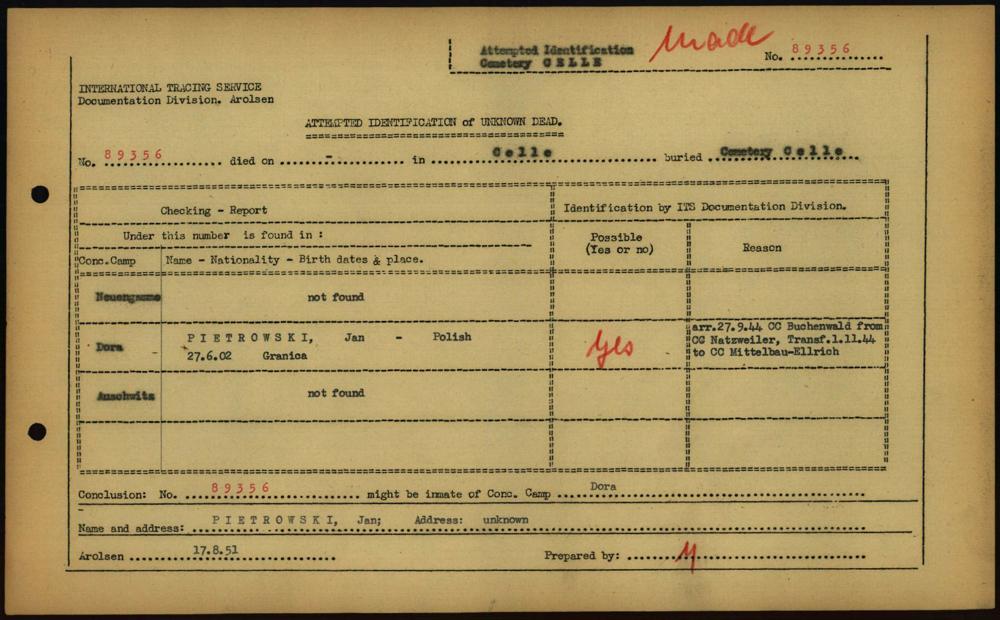 Attempted Identification
Cemetery CELLE
Made
No. 89356
INTERNATIONAL TRACING SERVICE
Documentation Division. Arolsen
ATTEMPTED IDENTIFICATION of UNKNOWN DEAD.
No. 89356 died on - in Celle buried Cemetery Celle
Checking - Report
Identification by ITS Documentation Division.
Under this number is found in :
Possible
(Yes or no)
Reason
Conc.Camp Name - Nationality - Birth dates & place.
Neuengamme not found
Dora PIETROWSKI, Jan - Polish
27.6.02 Granica
Yes
arr.27.9.44 CC Buchenwald from
CC Natzweiler, Transf.1.11.44
to CC Mittelbau-Ellrich
Auschwitz not found
Conclusion: No. 89356 might be inmate of Conc. Camp Dora
Name and address: PIETROWSKI, Jan; Address: unknown
Arolsen 17.8.51 Prepared by: